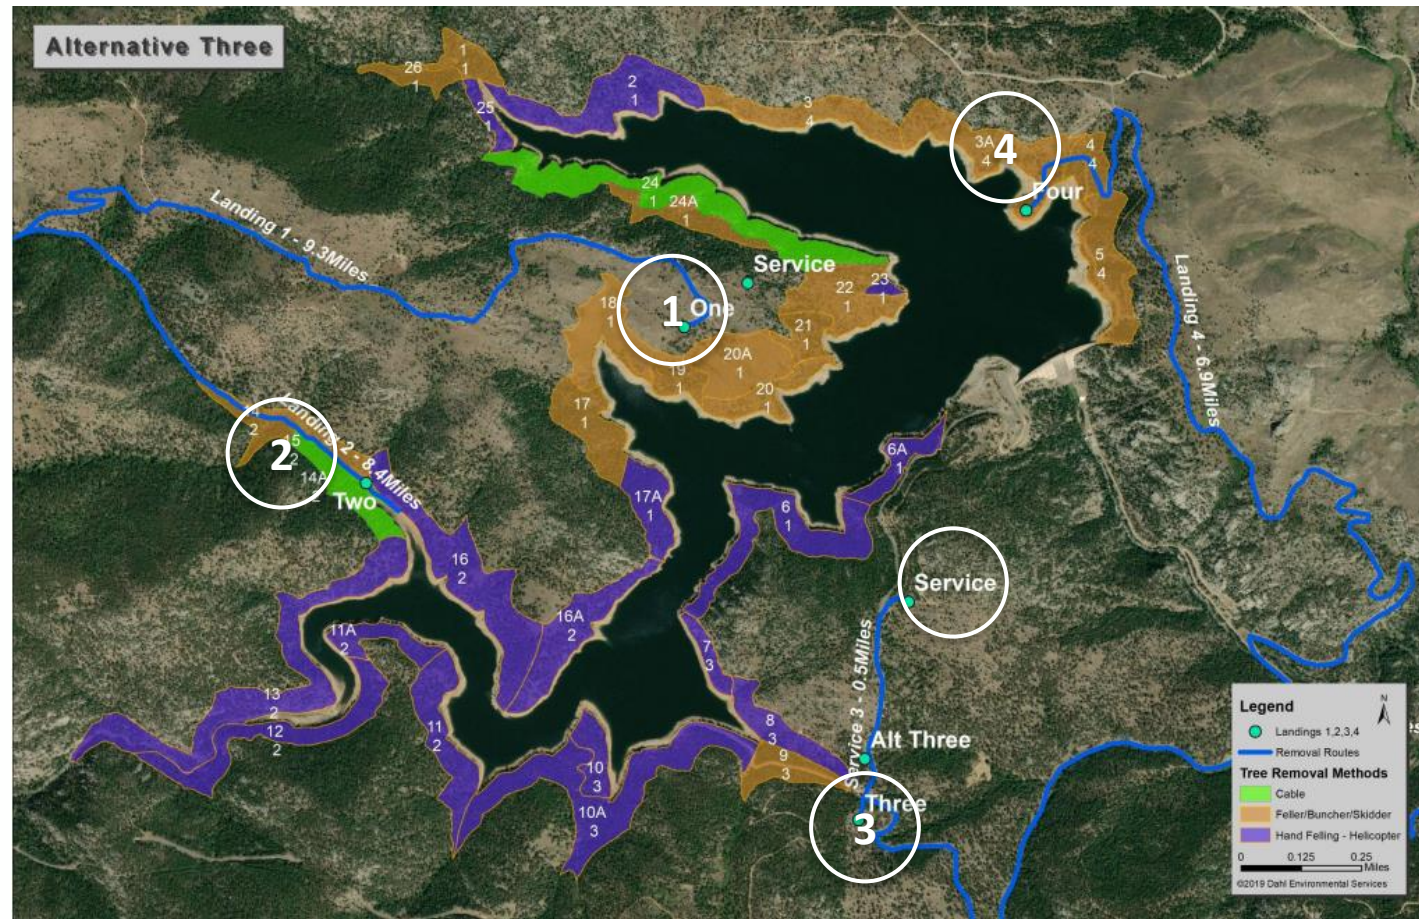 Alternative Three
1
1
26
1
25
1
2
1
3
4
3A
4
4
4
4
Four
5
4
24
1
24A
1
Landing 1 - 9.3Miles
Service
23
1
22
1
18
1
1
One
21
1
20A
1
19
1
20
1
17
1
Landing 4 - 6.9Miles
Landing 2 - 8.4Miles
2
2
15
2
14A
Two
6A
1
17A
1
6
1
16
2
16A
2
Service
Service 3 - 0.5Miles
11A
2
7
3
13
2
12
2
11
2
8
3
9
3
10
3
10A
3
Alt Three
Three
3
Legend
N
Landings 1,2,3,4
Removal Routes
Tree Removal Methods
Cable
Feller/Buncher/Skidder
Hand Felling - Helicopter
0 0.125 0.25
Miles
©2019 Dahl Environmental Services